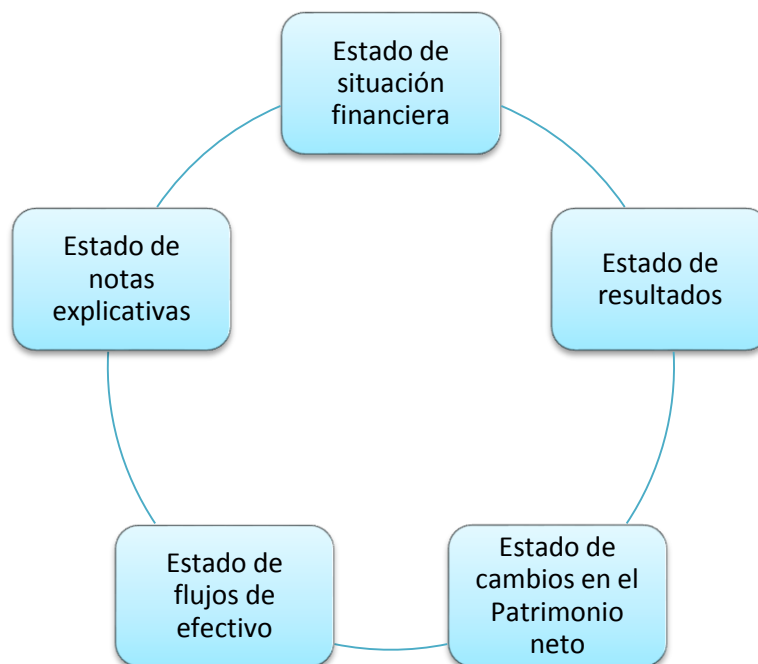 Estado de
situación
financiera
Estado de
resultados
Estado de
cambios en el
Patrimonio
neto
Estado de
flujos de
efectivo
Estado de
notas
explicativas